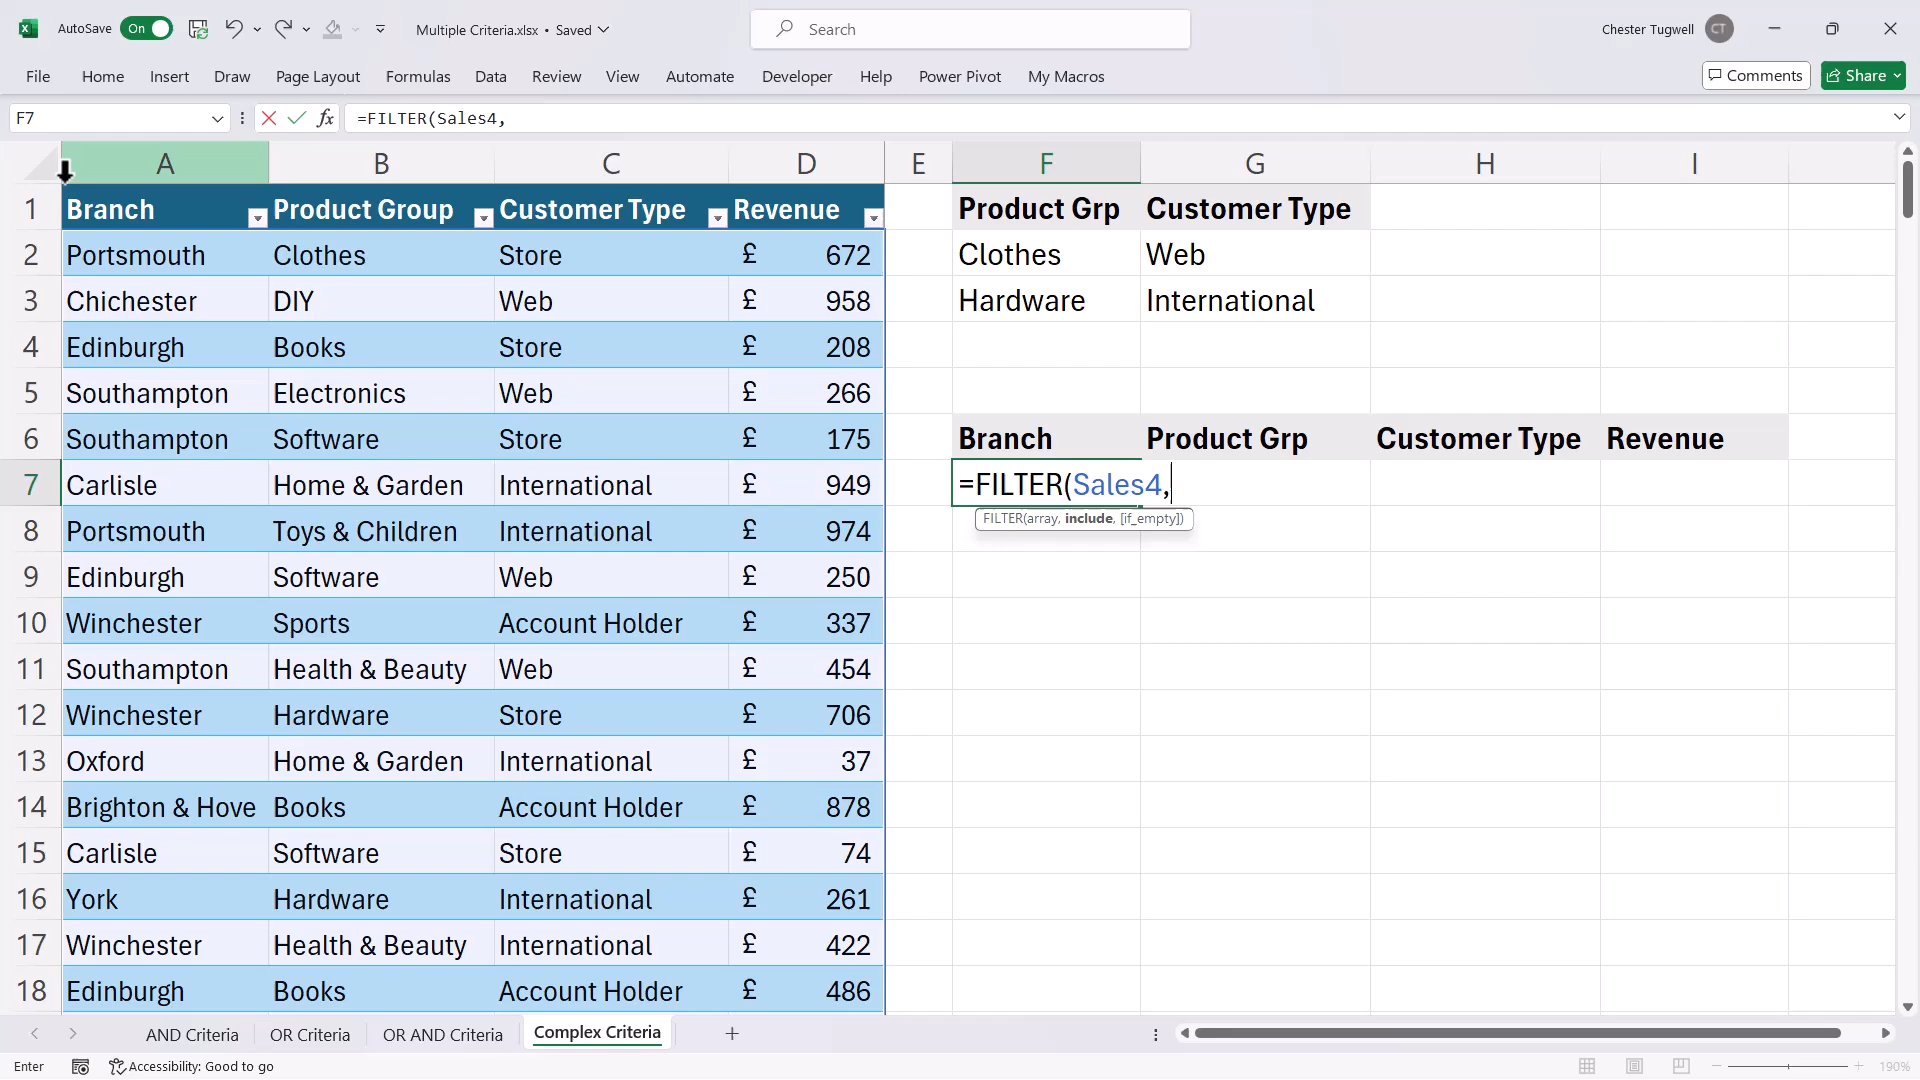 AutoSave On Multiple Criteria.xlsx • Saved Search Chester Tugwell CT
File Home Insert Draw Page Layout Formulas Data Review View Automate Developer Help Power Pivot My Macros Comments Share
F7 fx =FILTER(Sales4,
A B C D E F G H I
1 Branch Product Group Customer Type Revenue Product Grp Customer Type
2 Portsmouth Clothes Store £ 672 Clothes Web
3 Chichester DIY Web £ 958 Hardware International
4 Edinburgh Books Store £ 208
5 Southampton Electronics Web £ 266
6 Southampton Software Store £ 175 Branch Product Grp Customer Type Revenue
7 Carlisle Home & Garden International £ 949 =FILTER(Sales4,
FILTER(array, include, [if_empty])
8 Portsmouth Toys & Children International £ 974
9 Edinburgh Software Web £ 250
10 Winchester Sports Account Holder £ 337
11 Southampton Health & Beauty Web £ 454
12 Winchester Hardware Store £ 706
13 Oxford Home & Garden International £ 37
14 Brighton & Hove Books Account Holder £ 878
15 Carlisle Software Store £ 74
16 York Hardware International £ 261
17 Winchester Health & Beauty International £ 422
18 Edinburgh Books Account Holder £ 486
AND Criteria OR Criteria OR AND Criteria Complex Criteria
Enter Accessibility: Good to go 190%